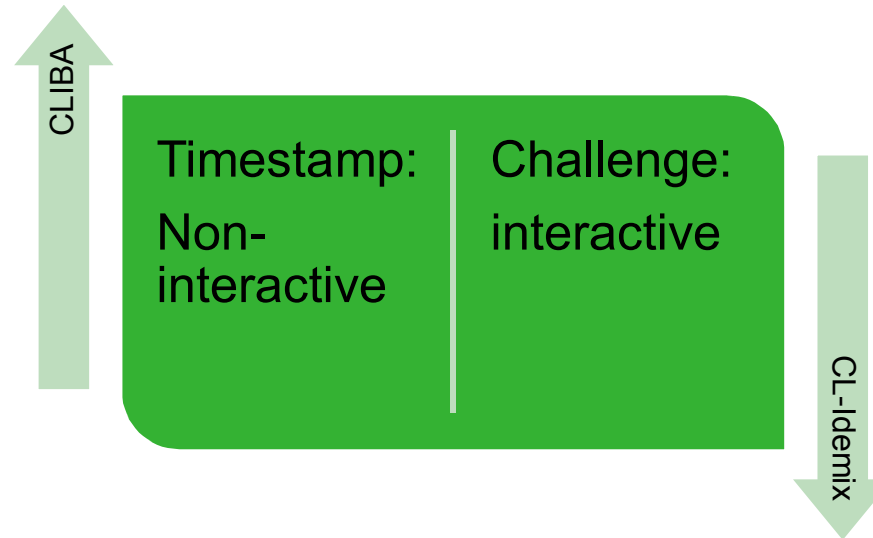 CLIBA
Timestamp:
Non-
interactive
Challenge:
interactive
CL-Idemix